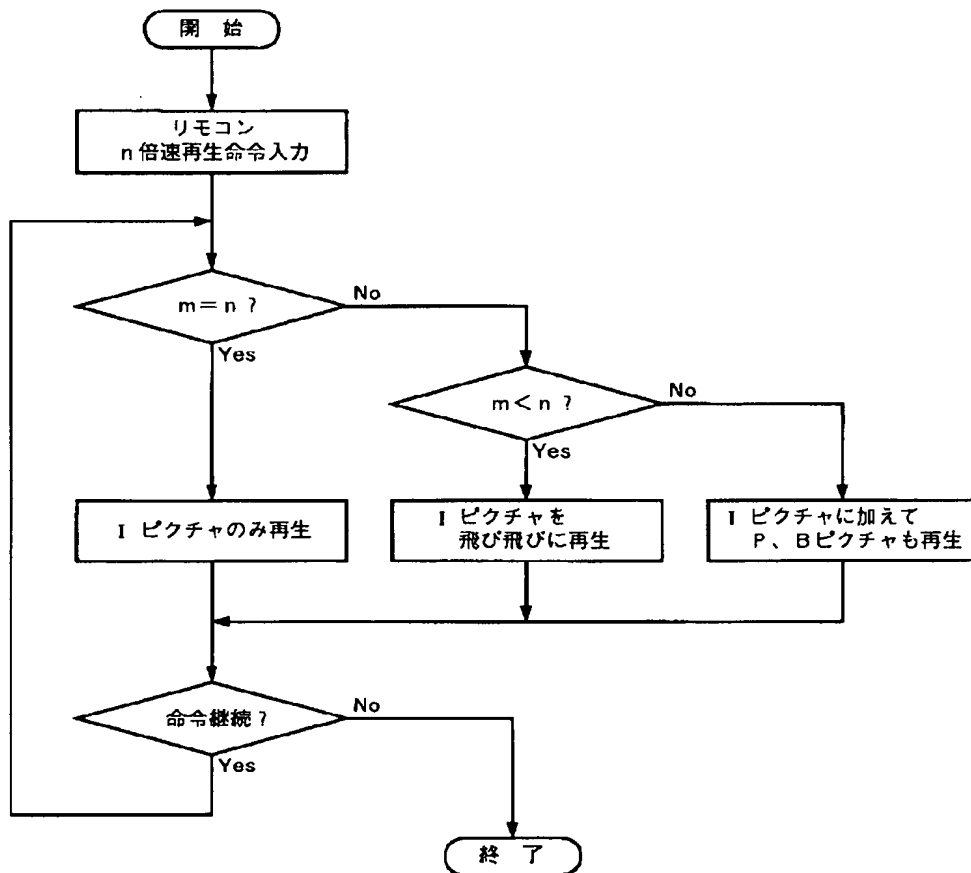 開 始
リモコン
n倍速再生命令入力
m=n ?
No
Yes
m<n ?
No
Yes
I ピクチャのみ再生
I ピクチャを
飛び飛びに再生
I ピクチャに加えて
P、Bピクチャも再生
命令継続?
No
Yes
終 了